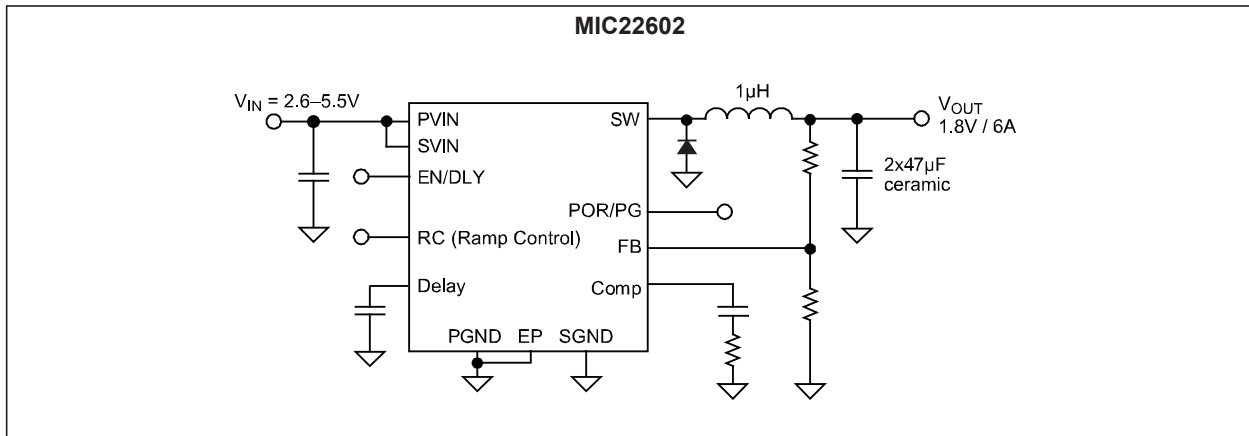 MIC22602
V_IN = 2.6–5.5V
PVIN
SVIN
EN/DLY
RC (Ramp Control)
Delay
PGND EP SGND
SW
POR/PG
FB
Comp
1µH
V_OUT
1.8V / 6A
2x47µF
ceramic